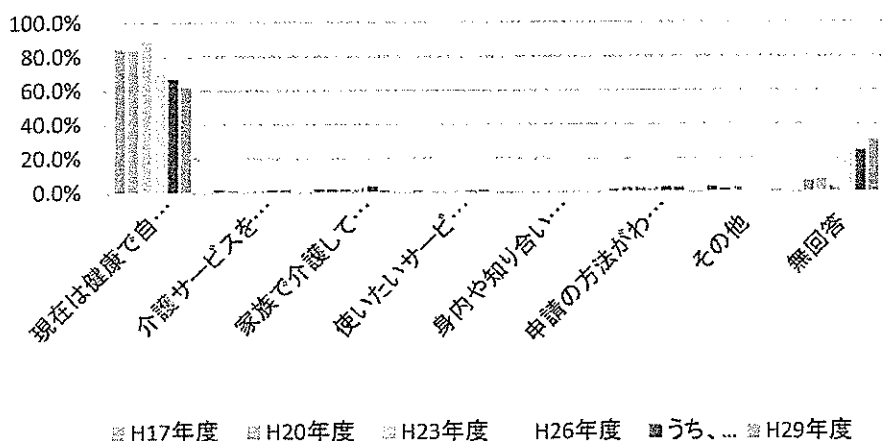 100.0%
80.0%
60.0%
40.0%
20.0%
0.0%
現在は健康で自…
介護サービスを…
家族で介護して…
使いたいサービ…
身内や知り合い…
申請の方法がわ…
その他
無回答
H17年度 H20年度 H23年度 H26年度 うち、… H29年度